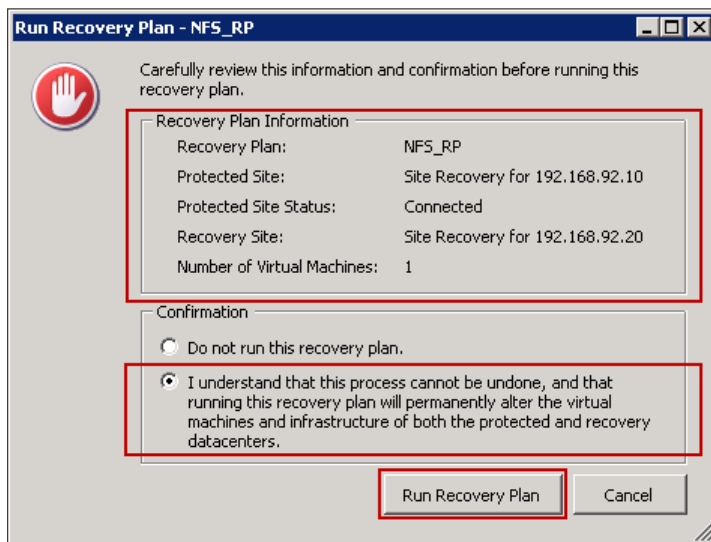 Run Recovery Plan - NFS_RP
Carefully review this information and confirmation before running this
recovery plan.
Recovery Plan Information
Recovery Plan: NFS_RP
Protected Site: Site Recovery for 192.168.92.10
Protected Site Status: Connected
Recovery Site: Site Recovery for 192.168.92.20
Number of Virtual Machines: 1
Confirmation
Do not run this recovery plan.
I understand that this process cannot be undone, and that
running this recovery plan will permanently alter the virtual
machines and infrastructure of both the protected and recovery
datacenters.
Run Recovery Plan Cancel